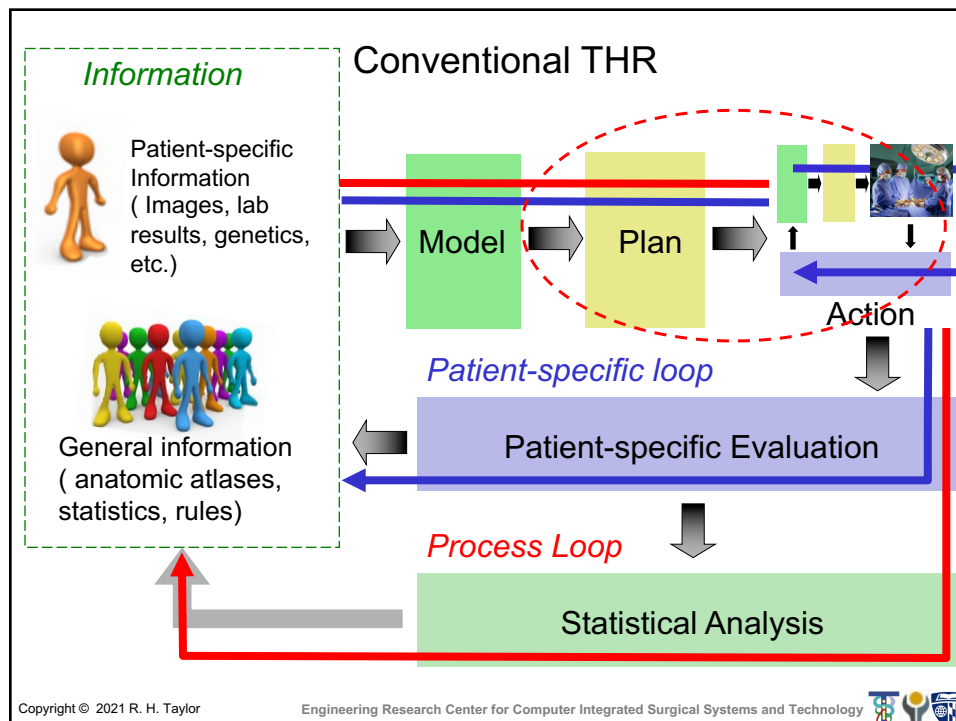 Conventional THR
Information
Patient-specific
Information
( Images, lab
results, genetics,
etc.)
General information
( anatomic atlases,
statistics, rules)
Model
Plan
Action
Patient-specific loop
Patient-specific Evaluation
Process Loop
Statistical Analysis
Copyright © 2021 R. H. Taylor
Engineering Research Center for Computer Integrated Surgical Systems and Technology